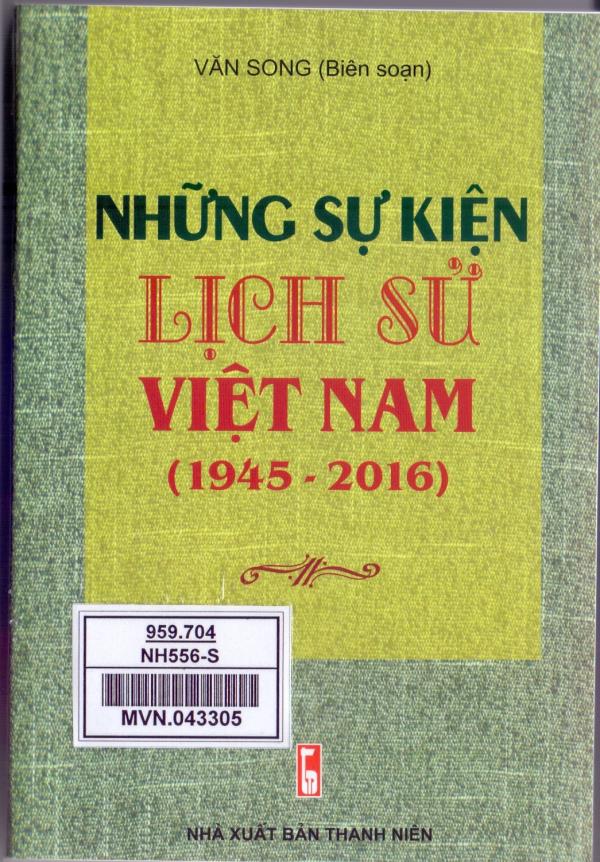 VĂN SONG (Biên soạn)
NHỮNG SỰ KIỆN
LỊCH SỬ
VIỆT NAM
(1945 - 2016)
959.704
NH556-S
MVN.043305
NHÀ XUẤT BẢN THANH NIÊN